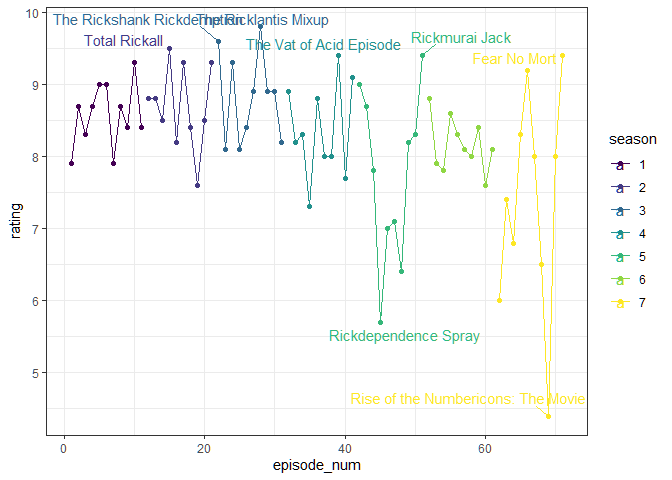 10
The Rickshank Rickdemption
The Ricklantis Mixup
Total Rickall
The Vat of Acid Episode
Rickmurai Jack
Fear No Mort
9
8
7
6
5
rating
Rickdependence Spray
Rise of the Numbericons: The Movie
0
20
40
60
episode_num
season
a 1
a 2
a 3
a 4
a 5
a 6
a 7